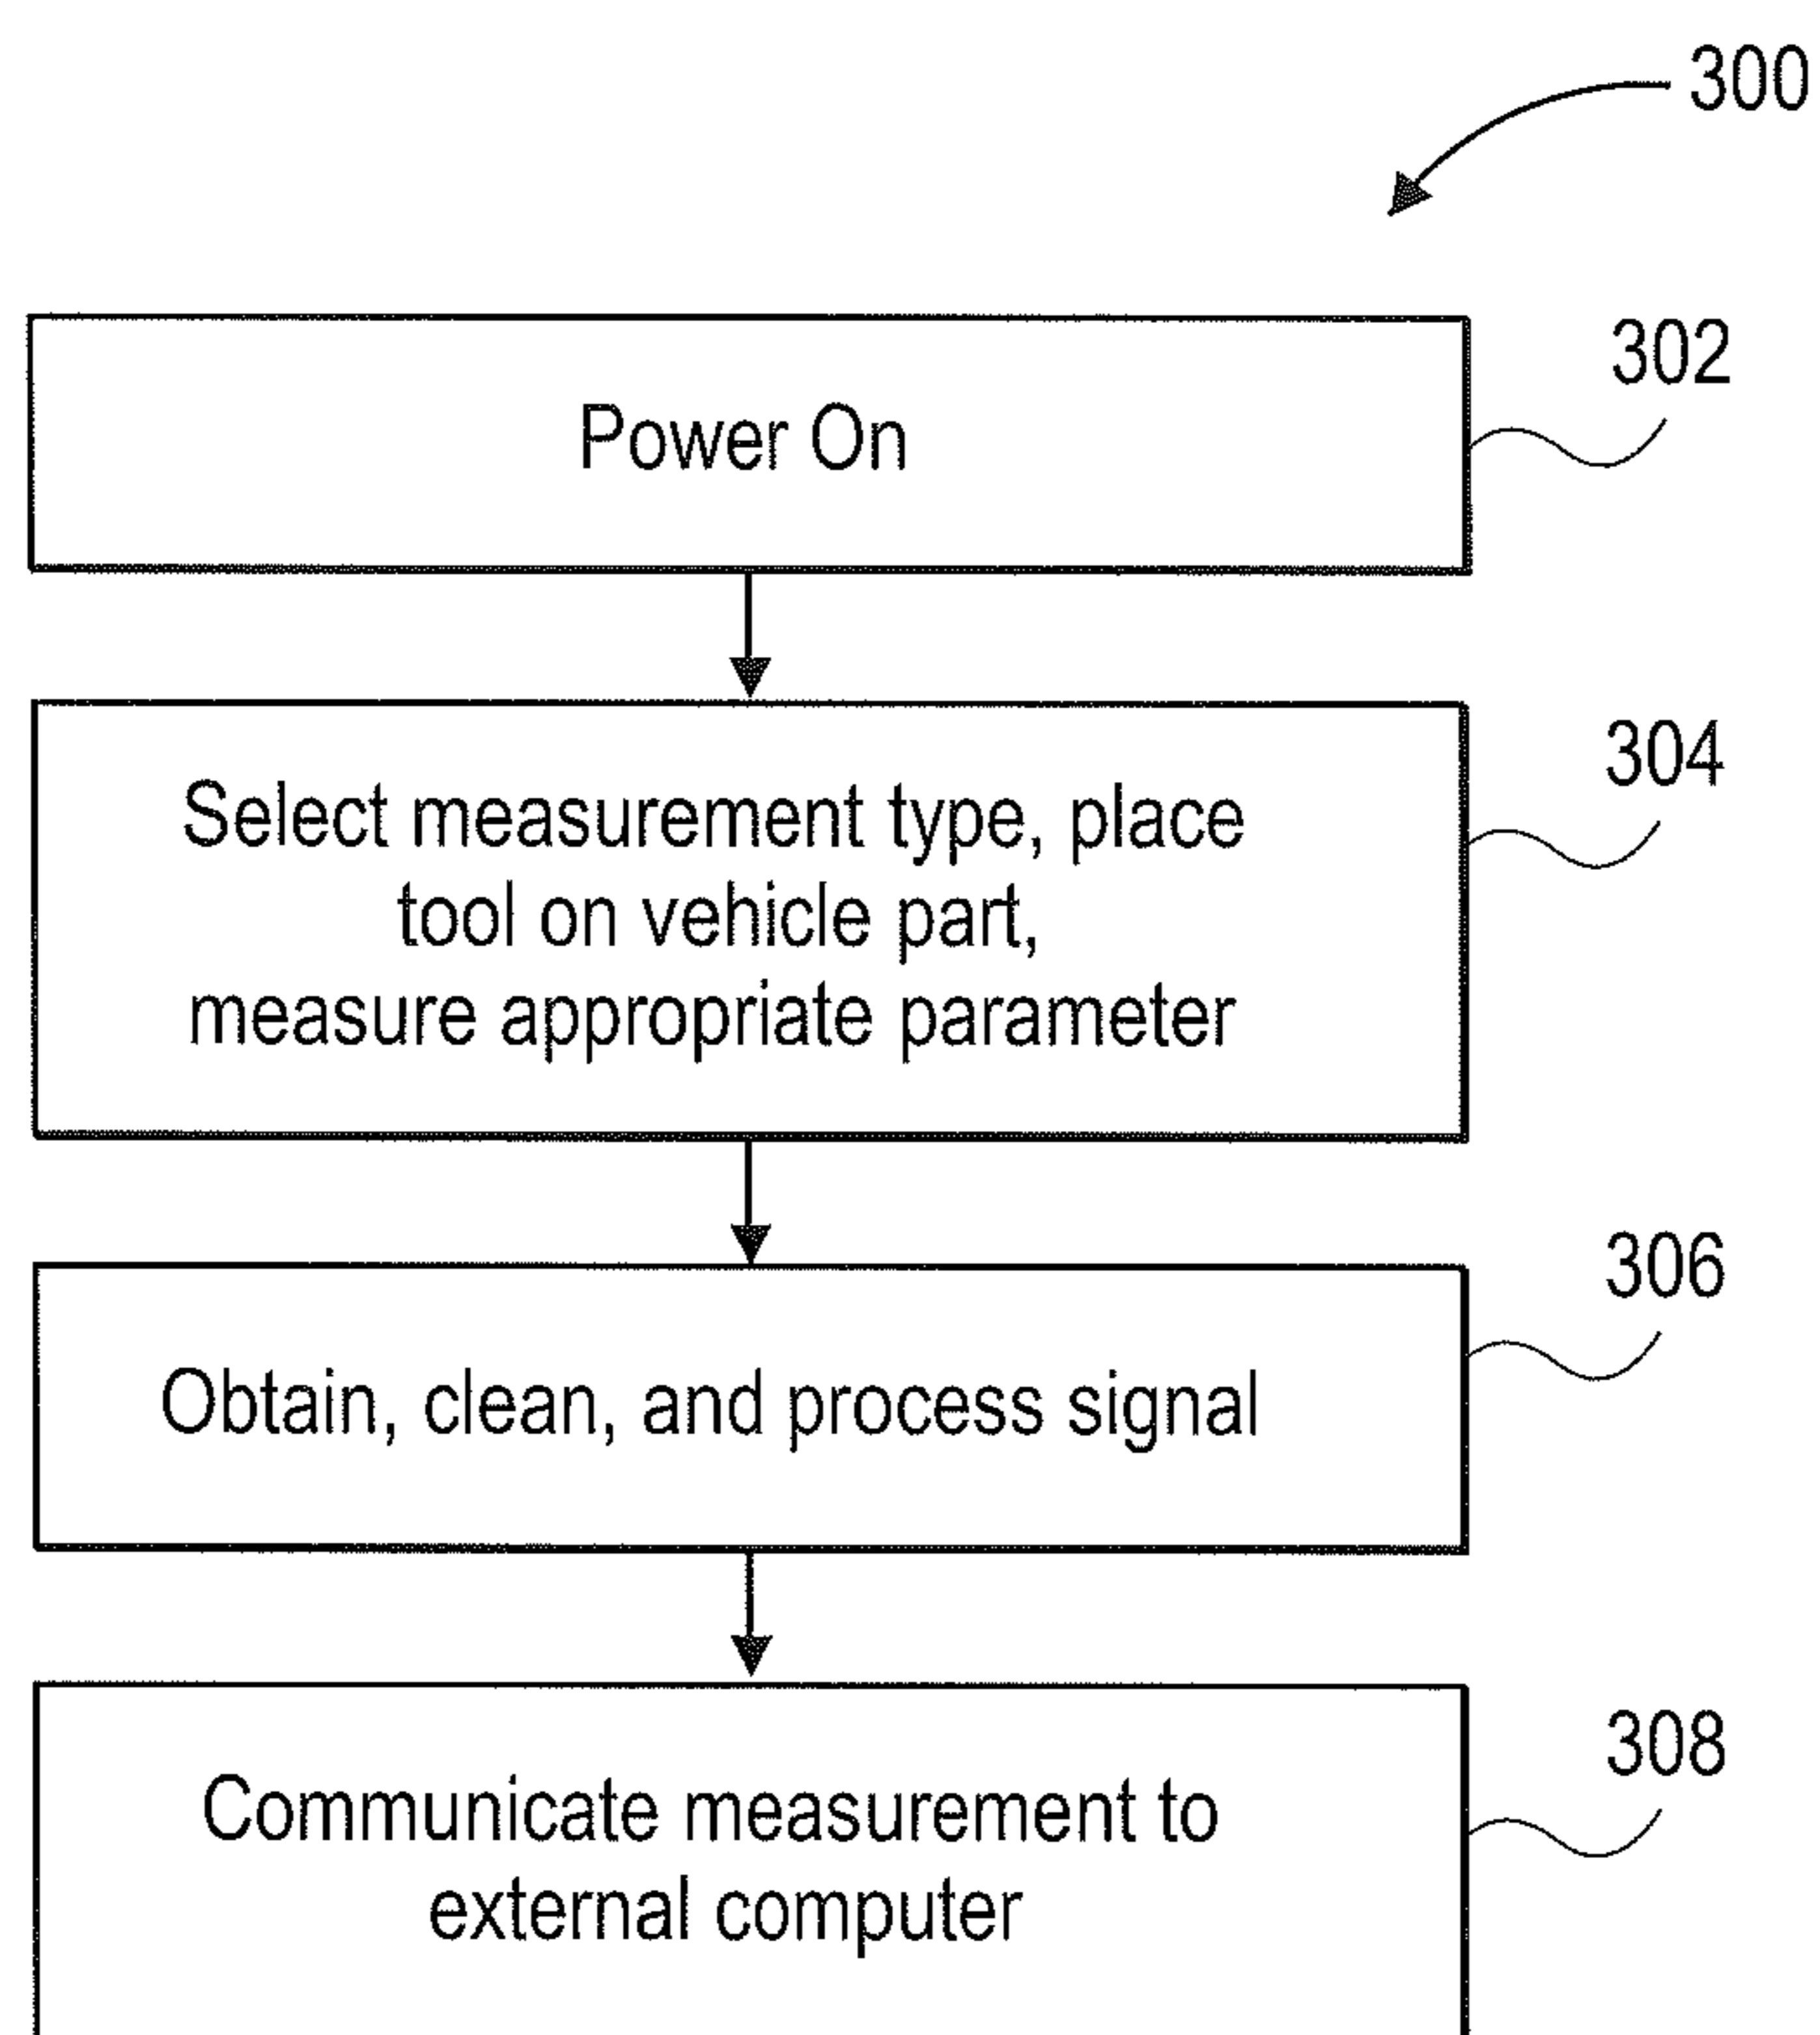 300
302
Power On
304
Select measurement type, place
tool on vehicle part,
measure appropriate parameter
306
Obtain, clean, and process signal
308
Communicate measurement to
external computer